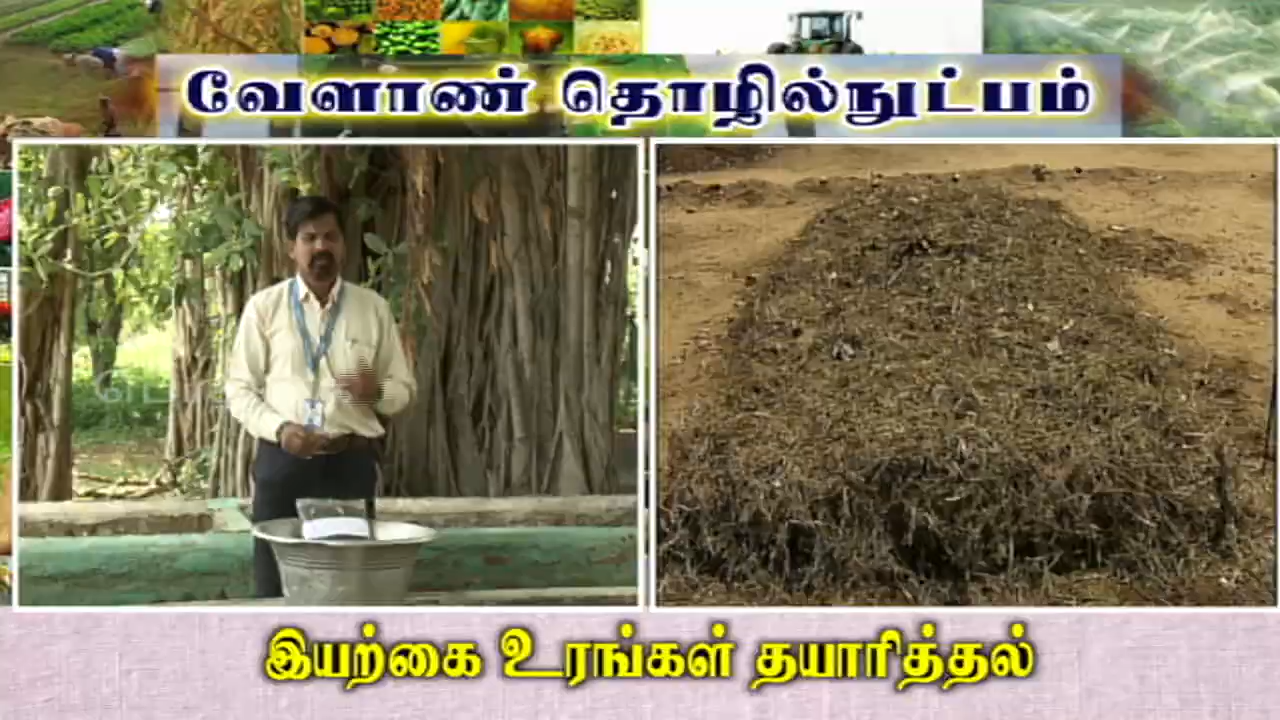 வேளாண் தொழில்நுட்பம்
இயற்கை உரங்கள் தயாரித்தல்